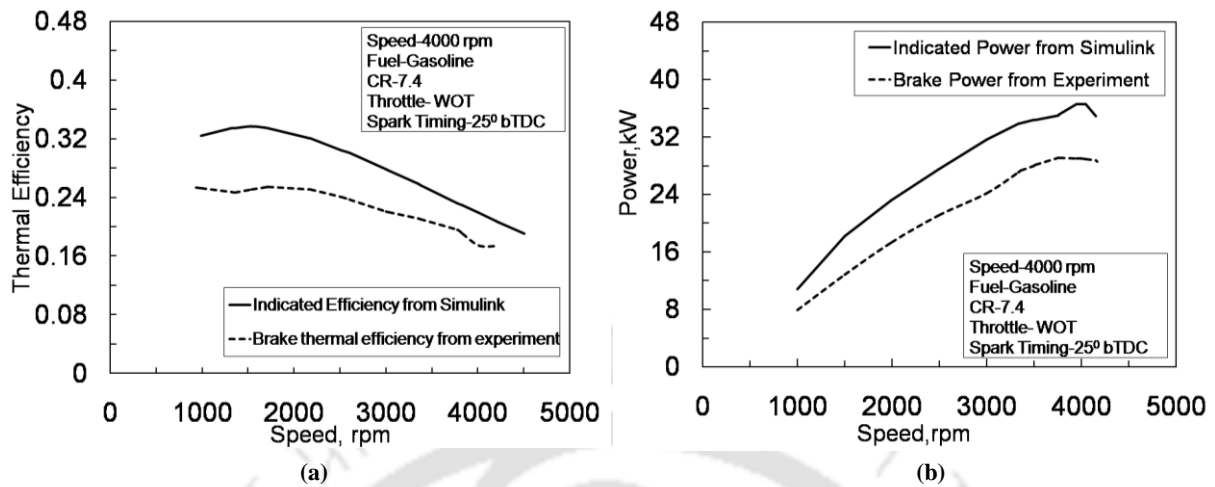 0.48
0.4
0.32
0.24
0.16
0.08
0
Thermal Efficiency
Speed-4000 rpm
Fuel-Gasoline
CR-7.4
Throttle- WOT
Spark Timing-25⁰ bTDC
Indicated Efficiency from Simulink
Brake thermal efficiency from experiment
0 1000 2000 3000 4000 5000
Speed, rpm
(a)
48
40
32
24
16
8
0
Power,kW
Indicated Power from Simulink
Brake Power from Experiment
Speed-4000 rpm
Fuel-Gasoline
CR-7.4
Throttle- WOT
Spark Timing-25⁰ bTDC
0 1000 2000 3000 4000 5000
Speed,rpm
(b)